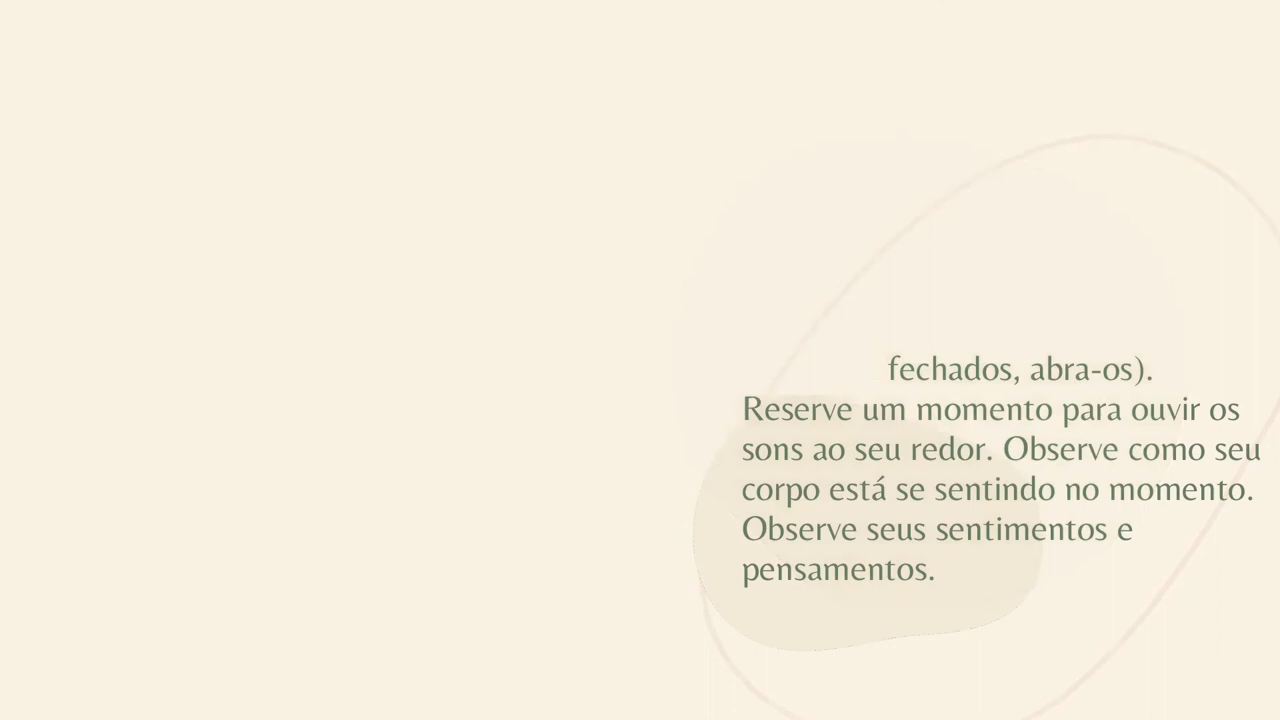 fechados, abra-os).
Reserve um momento para ouvir os
sons ao seu redor. Observe como seu
corpo está se sentindo no momento.
Observe seus sentimentos e
pensamentos.